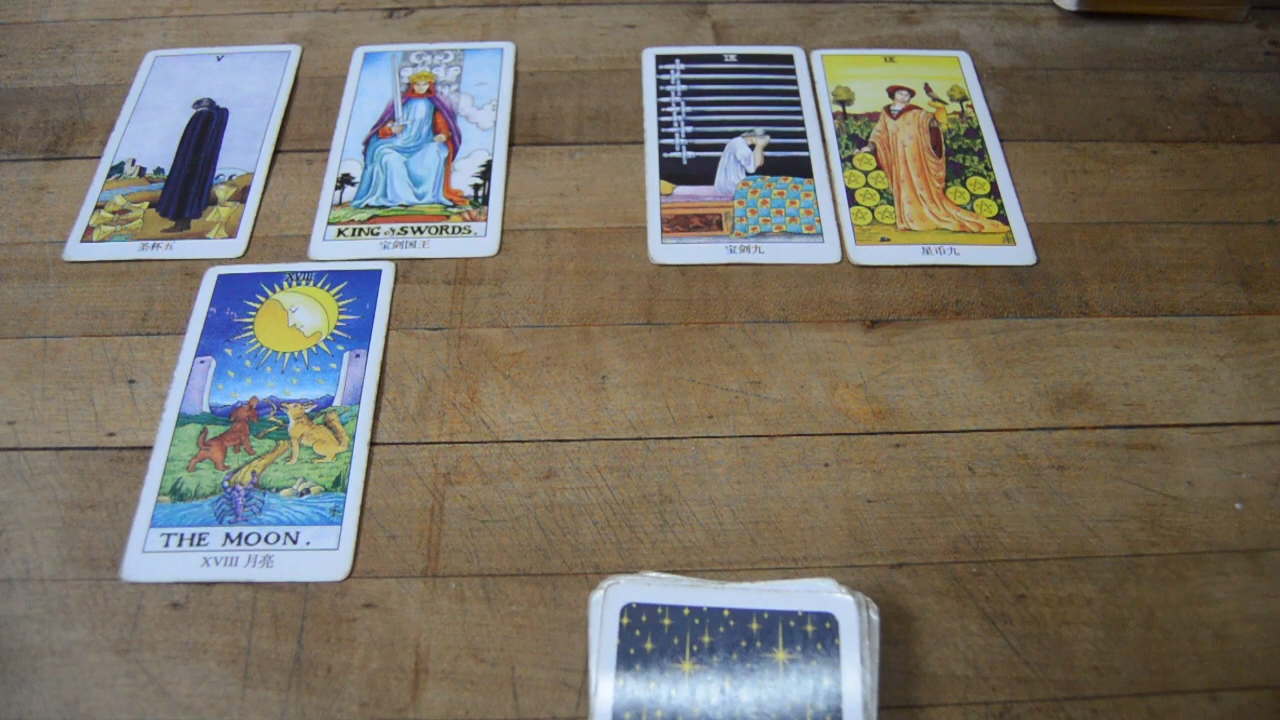 V
圣杯五
KING of SWORDS.
宝剑国王
IX
宝剑九
IX
星币九
XVIII
THE MOON.
XVIII 月亮